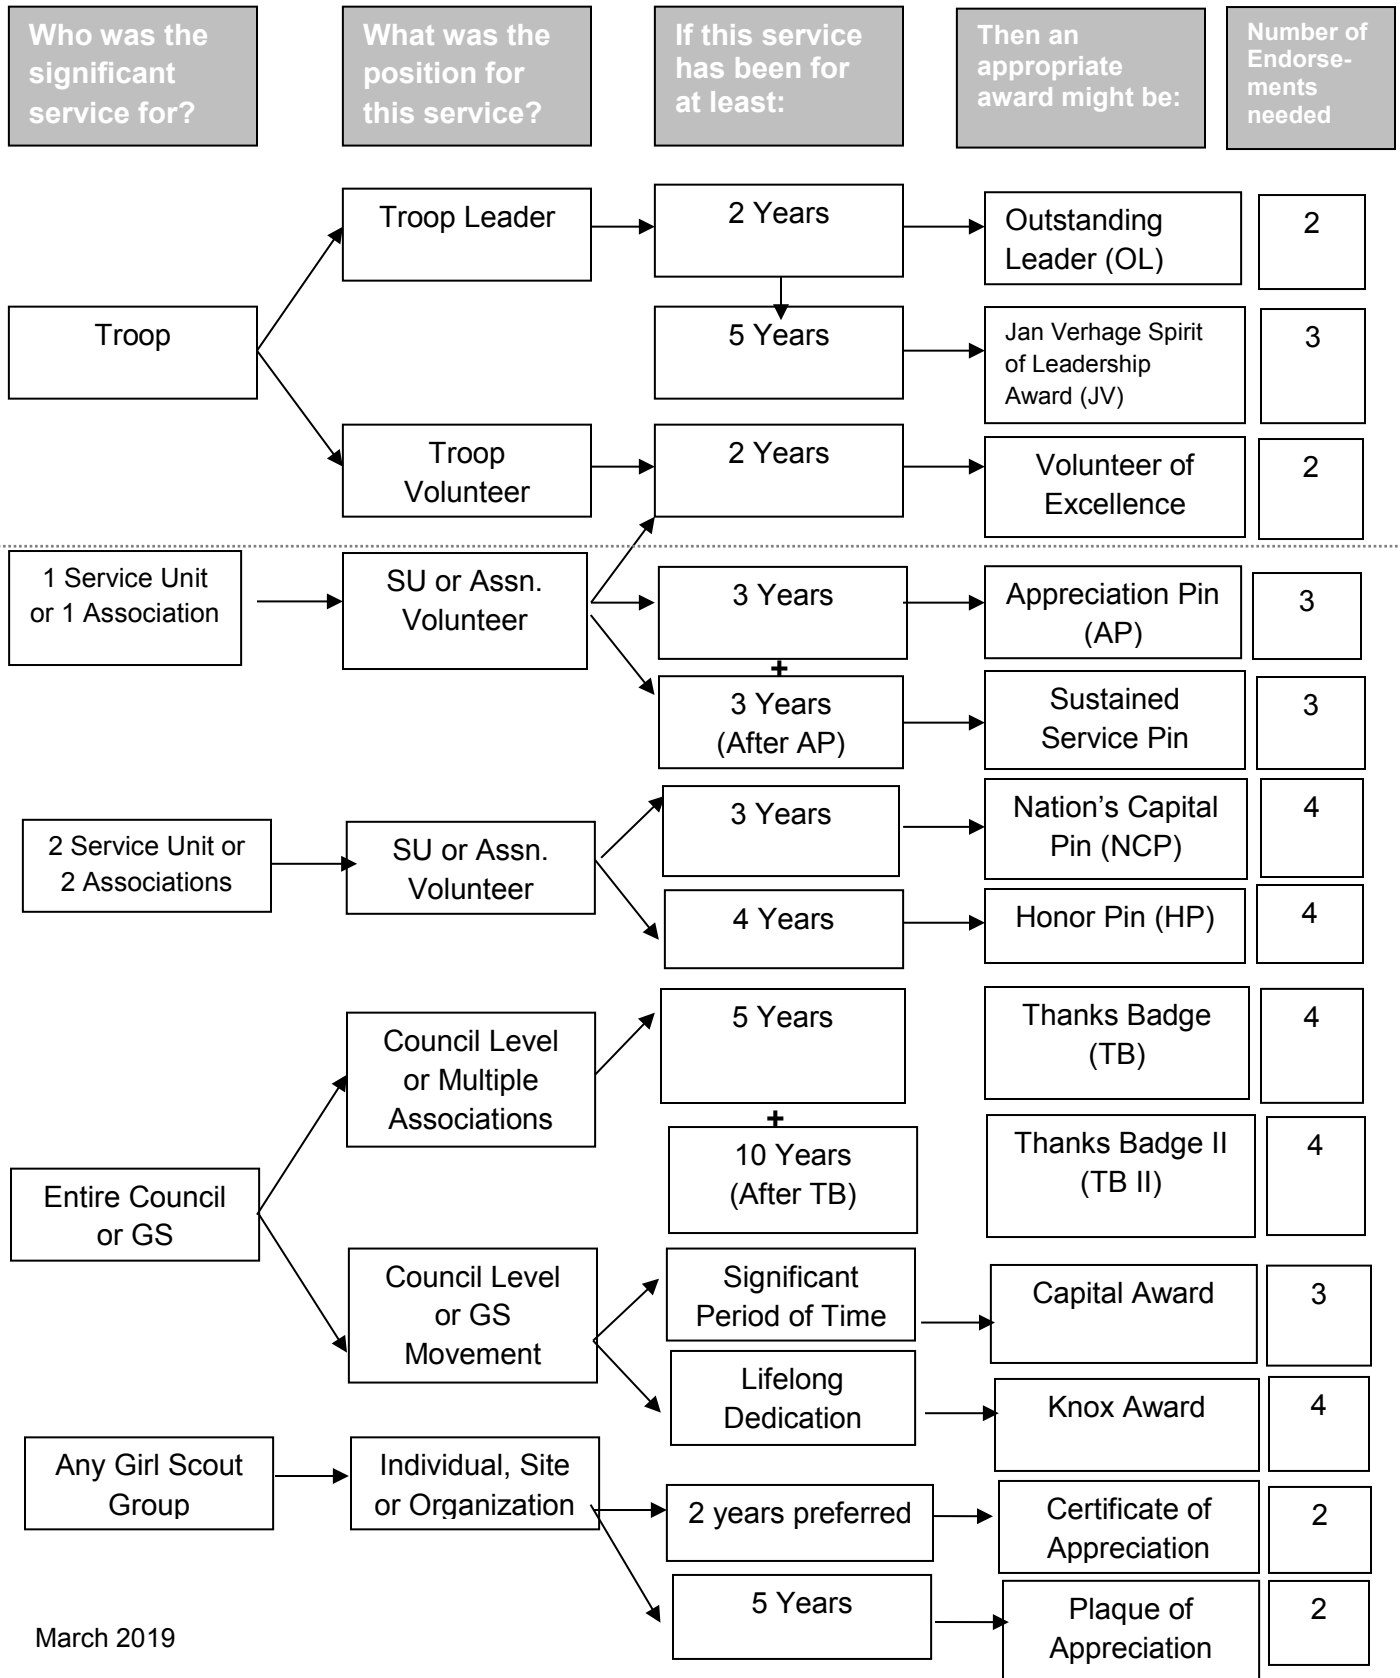 Who was the
significant
service for?
What was the
position for
this service?
If this service
has been for
at least:
Then an
appropriate
award might be:
Number of
Endorse-
ments
needed
Troop
Troop Leader
2 Years
Outstanding
Leader (OL)
2
5 Years
Jan Verhage Spirit
of Leadership
Award (JV)
3
Troop
Volunteer
2 Years
Volunteer of
Excellence
2
1 Service Unit
or 1 Association
SU or Assn.
Volunteer
3 Years
Appreciation Pin
(AP)
3
+
3 Years
(After AP)
Sustained
Service Pin
3
2 Service Unit or
2 Associations
SU or Assn.
Volunteer
3 Years
Nation's Capital
Pin (NCP)
4
4 Years
Honor Pin (HP)
4
Entire Council
or GS
Council Level
or Multiple
Associations
5 Years
Thanks Badge
(TB)
4
+
10 Years
(After TB)
Thanks Badge II
(TB II)
4
Council Level
or GS
Movement
Significant
Period of Time
Capital Award
3
Lifelong
Dedication
Knox Award
4
Any Girl Scout
Group
Individual, Site
or Organization
2 years preferred
Certificate of
Appreciation
2
5 Years
Plaque of
Appreciation
2
March 2019